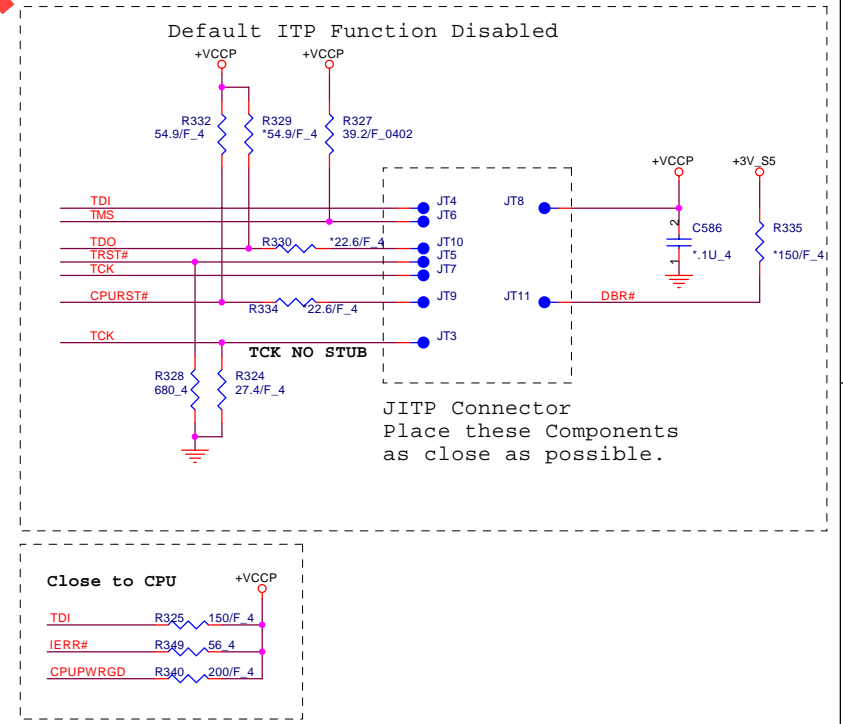 Default ITP Function Disabled
+VCCP
+VCCP
R332
54.9/F_4
R329
*54.9/F_4
R327
39.2/F_0402
+VCCP
+3V_S5
TDI
JT4
JT8
TMS
JT6
C586
*.1U_4
2
1
R335
*150/F_4
TDO
R330
*22.6/F_4
JT10
TRST#
JT5
TCK
JT7
CPURST#
R334
*22.6/F_4
JT9
JT11
DBR#
TCK
JT3
TCK NO STUB
R328
680_4
R324
27.4/F_4
JITP Connector
Place these Components
as close as possible.
Close to CPU
+VCCP
TDI
R325
150/F_4
IERR#
R349
56_4
CPUPWRGD
R340
200/F_4